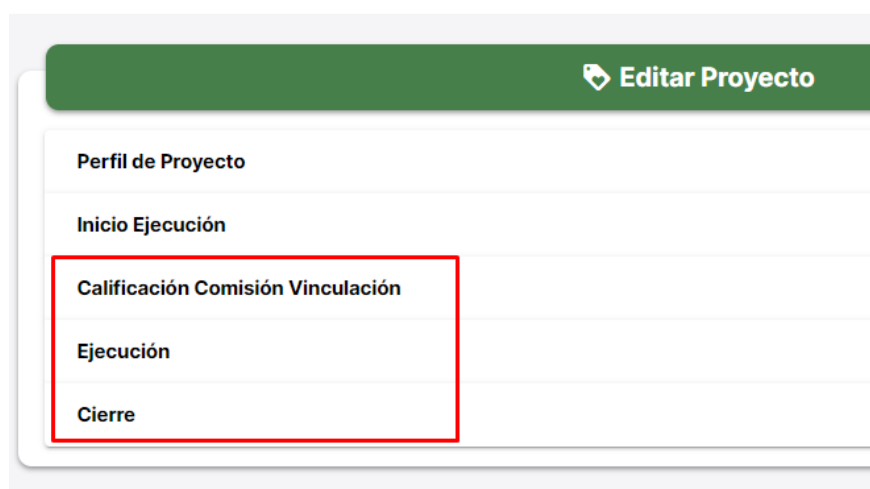 Editar Proyecto
Perfil de Proyecto
Inicio Ejecución
Calificación Comisión Vinculación
Ejecución
Cierre